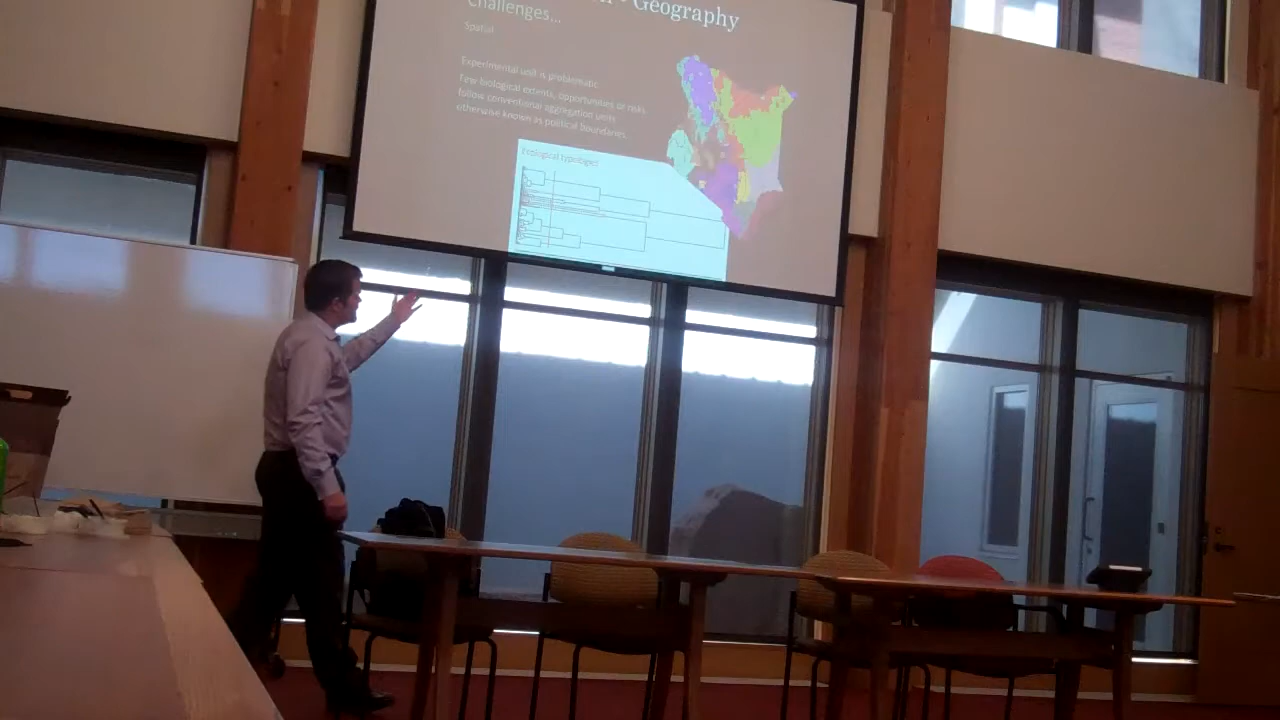 Geography
Challenges...
Spatial
Experimental unit is problematic
Few biological extents, opportunities or risks
follow conventional aggregation units
otherwise known as political boundaries.
Ecological typologies